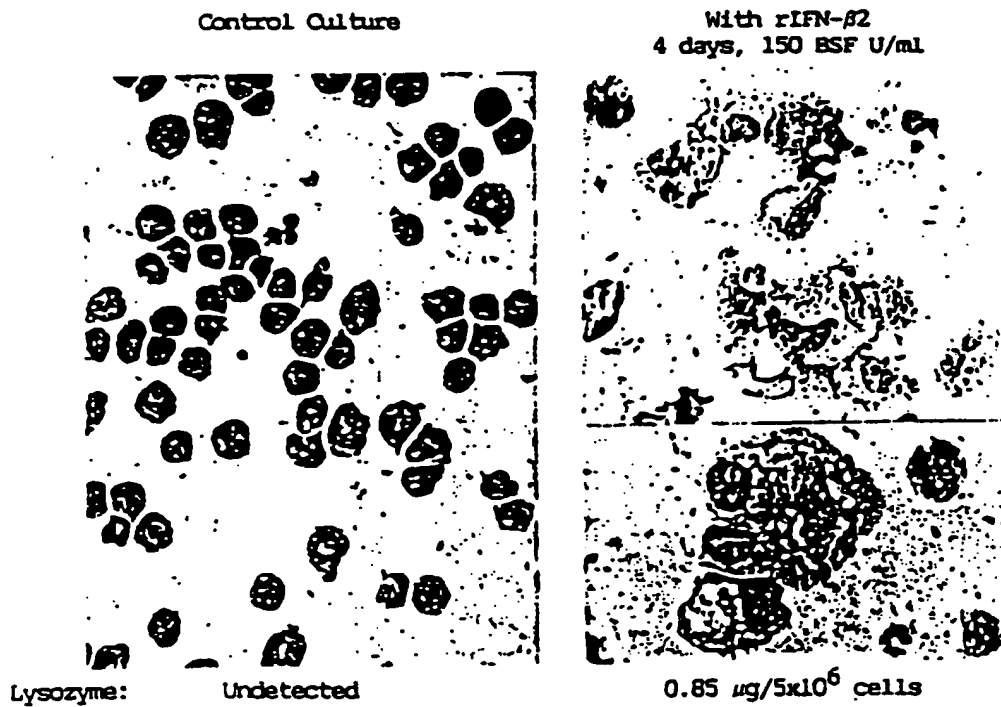 Control Culture
With rIFN-β2
4 days, 150 BSF U/ml
Lysozyme: Undetected
0.85 µg/5x10⁶ cells